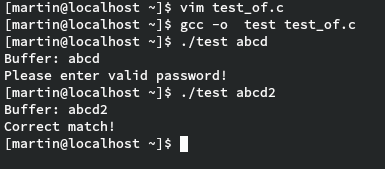 [martin@localhost ~]$ vim test_of.c
[martin@localhost ~]$ gcc -o  test test_of.c
[martin@localhost ~]$ ./test abcd
Buffer: abcd
Please enter valid password!
[martin@localhost ~]$ ./test abcd2
Buffer: abcd2
Correct match!
[martin@localhost ~]$